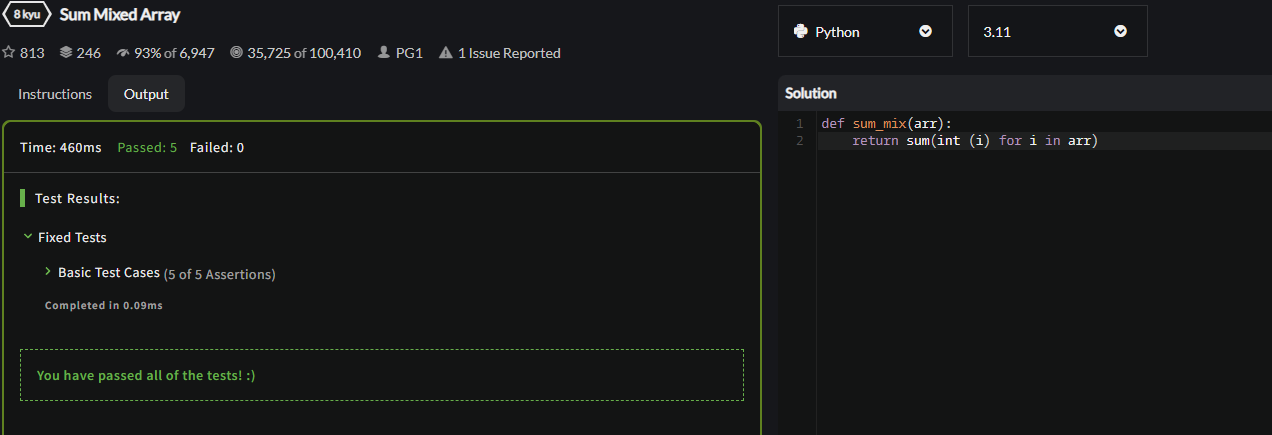 8 kyu Sum Mixed Array
813 246 93% of 6,947 35,725 of 100,410 PG1 1 Issue Reported
Instructions Output
Time: 460ms Passed: 5 Failed: 0
Test Results:
Fixed Tests
Basic Test Cases (5 of 5 Assertions)
Completed in 0.09ms
You have passed all of the tests! :)
Python 3.11
Solution
1 def sum_mix(arr):
2 return sum(int (i) for i in arr)